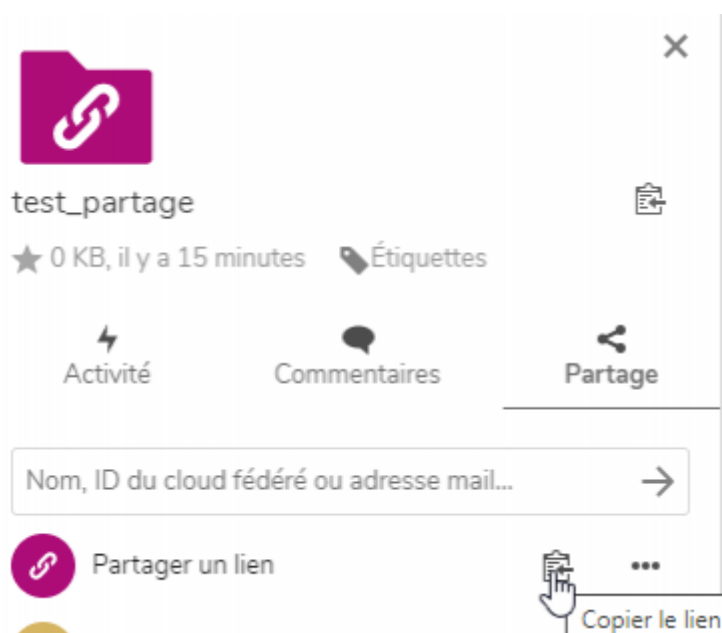 test_partage
0 KB, il y a 15 minutes Étiquettes
Activité Commentaires Partage
Nom, ID du cloud fédéré ou adresse mail...
Partager un lien
Copier le lien